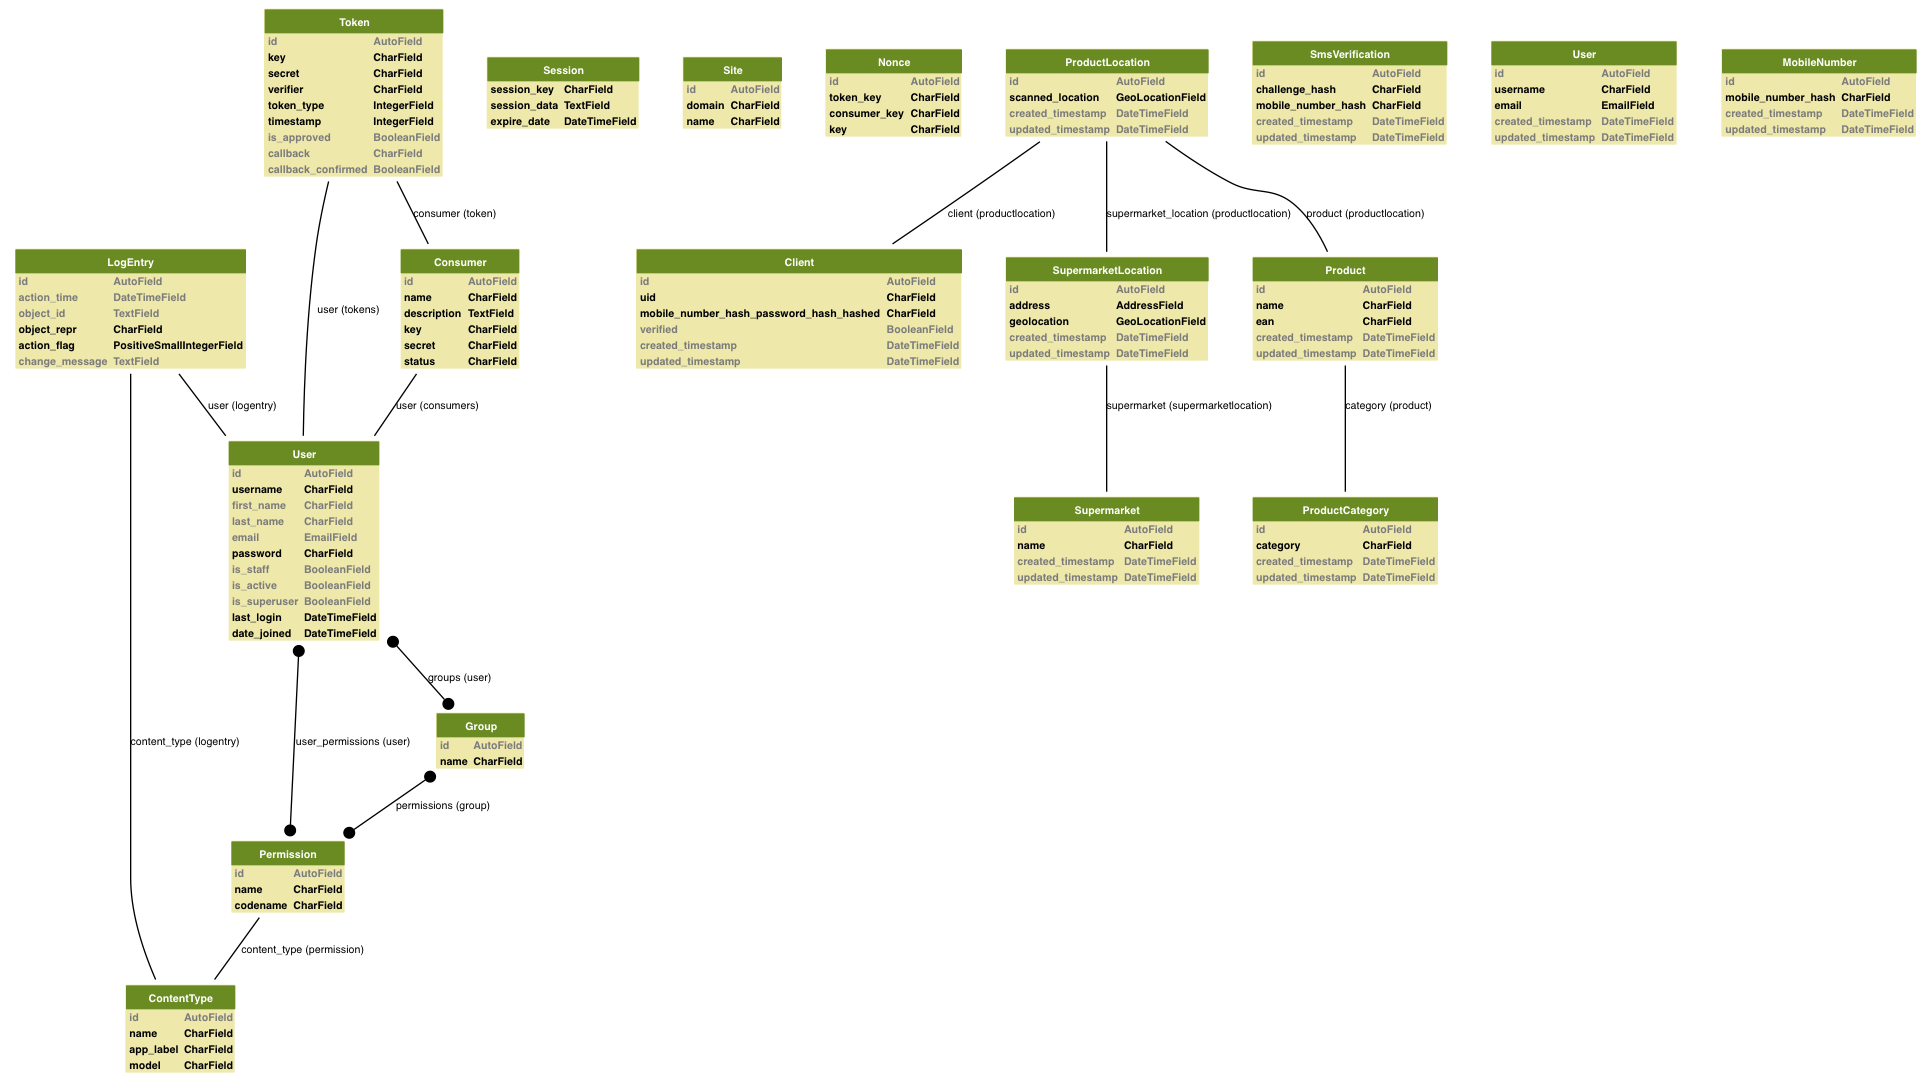 Token
id AutoField
key CharField
secret CharField
verifier CharField
token_type IntegerField
timestamp IntegerField
is_approved BooleanField
callback CharField
callback_confirmed BooleanField
Session
session_key CharField
session_data TextField
expire_date DateTimeField
Site
id AutoField
domain CharField
name CharField
Nonce
id AutoField
token_key CharField
consumer_key CharField
key CharField
ProductLocation
id AutoField
scanned_location GeoLocationField
created_timestamp DateTimeField
updated_timestamp DateTimeField
SmsVerification
id AutoField
challenge_hash CharField
mobile_number_hash CharField
created_timestamp DateTimeField
updated_timestamp DateTimeField
User
id AutoField
username CharField
email EmailField
created_timestamp DateTimeField
updated_timestamp DateTimeField
MobileNumber
id AutoField
mobile_number_hash CharField
created_timestamp DateTimeField
updated_timestamp DateTimeField
consumer (token)
client (productlocation)
supermarket_location (productlocation)
product (productlocation)
LogEntry
id AutoField
action_time DateTimeField
object_id TextField
object_repr CharField
action_flag PositiveSmallIntegerField
change_message TextField
user (tokens)
Consumer
id AutoField
name CharField
description TextField
key CharField
secret CharField
status CharField
Client
id AutoField
uid CharField
mobile_number_hash_password_hash_hashed CharField
verified BooleanField
created_timestamp DateTimeField
updated_timestamp DateTimeField
SupermarketLocation
id AutoField
address AddressField
geolocation GeoLocationField
created_timestamp DateTimeField
updated_timestamp DateTimeField
Product
id AutoField
name CharField
ean CharField
created_timestamp DateTimeField
updated_timestamp DateTimeField
user (logentry)
user (consumers)
supermarket (supermarketlocation)
category (product)
User
id AutoField
username CharField
first_name CharField
last_name CharField
email EmailField
password CharField
is_staff BooleanField
is_active BooleanField
is_superuser BooleanField
last_login DateTimeField
date_joined DateTimeField
Supermarket
id AutoField
name CharField
created_timestamp DateTimeField
updated_timestamp DateTimeField
ProductCategory
id AutoField
category CharField
created_timestamp DateTimeField
updated_timestamp DateTimeField
groups (user)
Group
id AutoField
name CharField
content_type (logentry)
user_permissions (user)
permissions (group)
Permission
id AutoField
name CharField
codename CharField
content_type (permission)
ContentType
id AutoField
name CharField
app_label CharField
model CharField